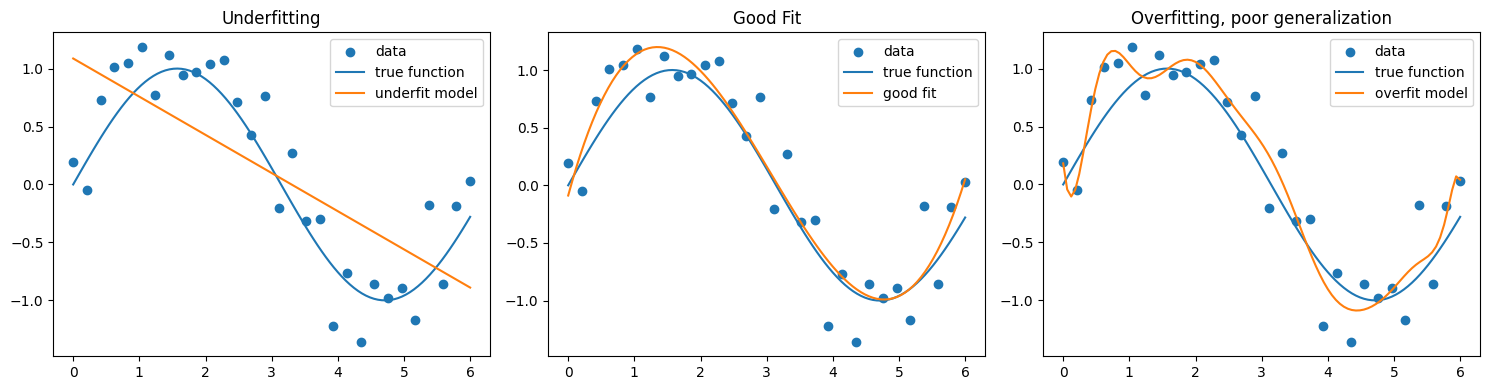 Underfitting
data
true function
underfit model
1.0
0.5
0.0
−0.5
−1.0
0 1 2 3 4 5 6
Good Fit
data
true function
good fit
1.0
0.5
0.0
−0.5
−1.0
0 1 2 3 4 5 6
Overfitting, poor generalization
data
true function
overfit model
1.0
0.5
0.0
−0.5
−1.0
0 1 2 3 4 5 6